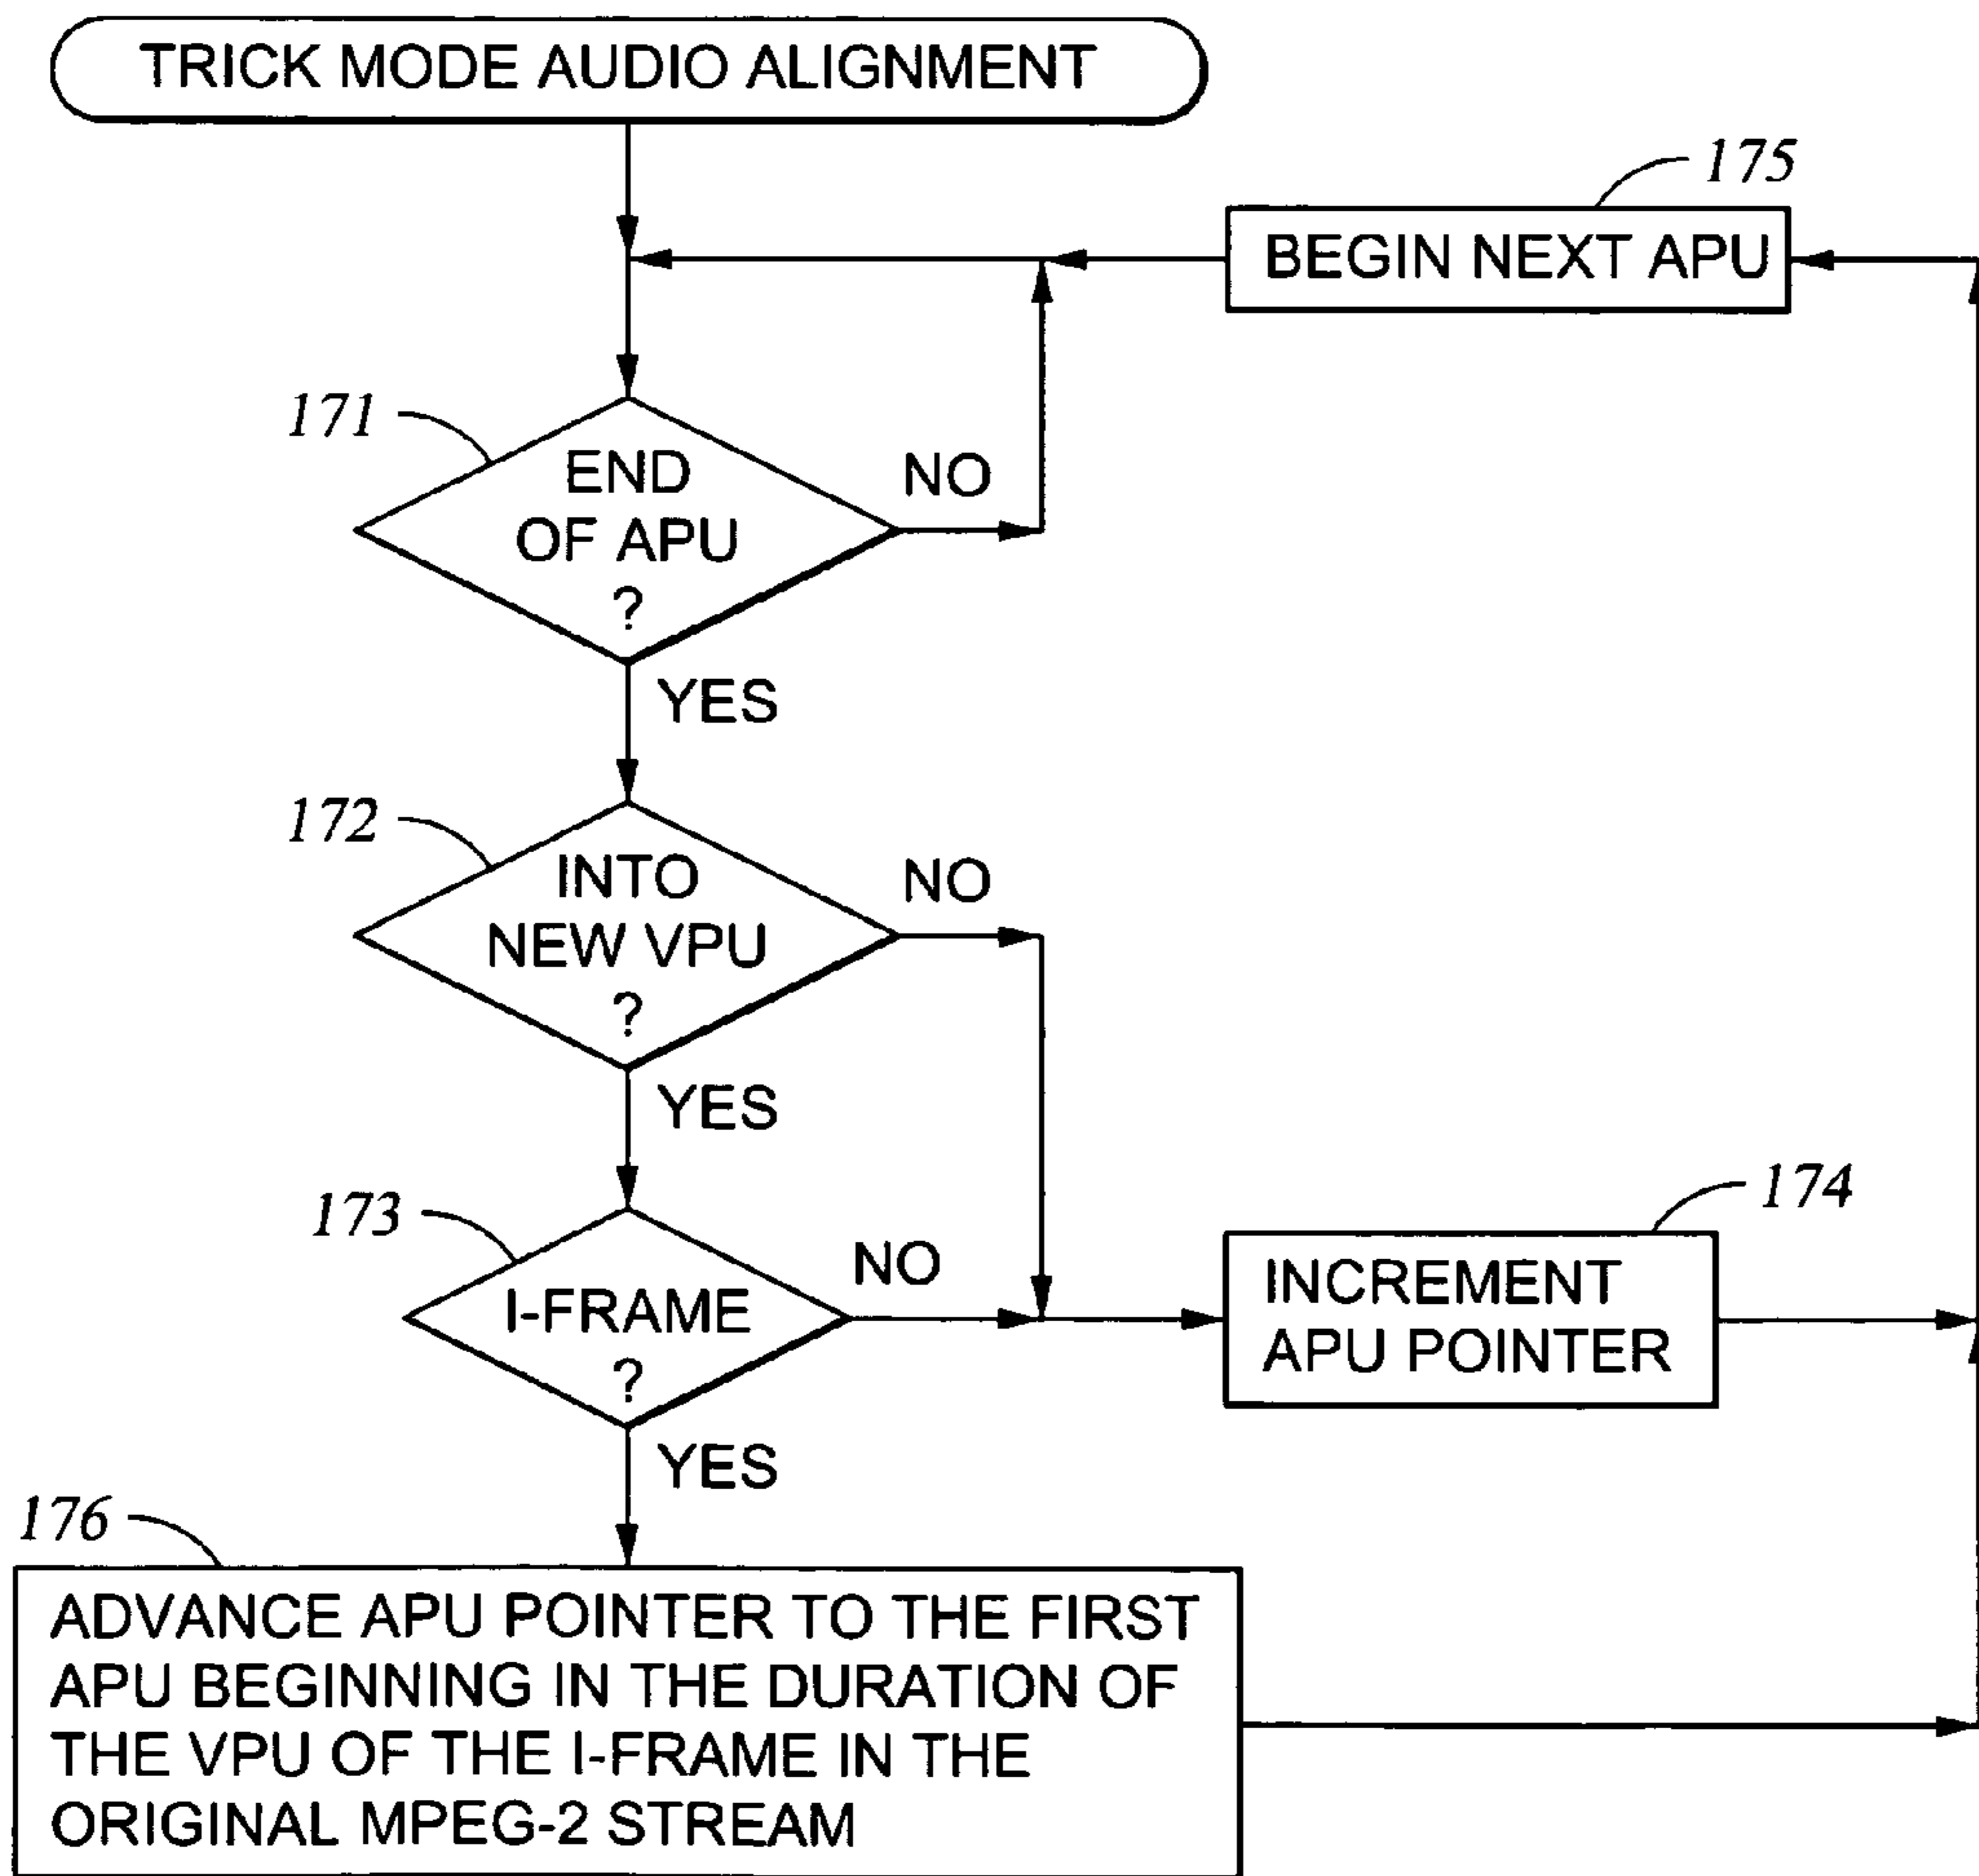 TRICK MODE AUDIO ALIGNMENT
175
BEGIN NEXT APU
171
END
OF APU
?
NO
YES
172
INTO
NEW VPU
?
NO
YES
173
I-FRAME
?
NO
174
INCREMENT
APU POINTER
YES
176
ADVANCE APU POINTER TO THE FIRST
APU BEGINNING IN THE DURATION OF
THE VPU OF THE I-FRAME IN THE
ORIGINAL MPEG-2 STREAM